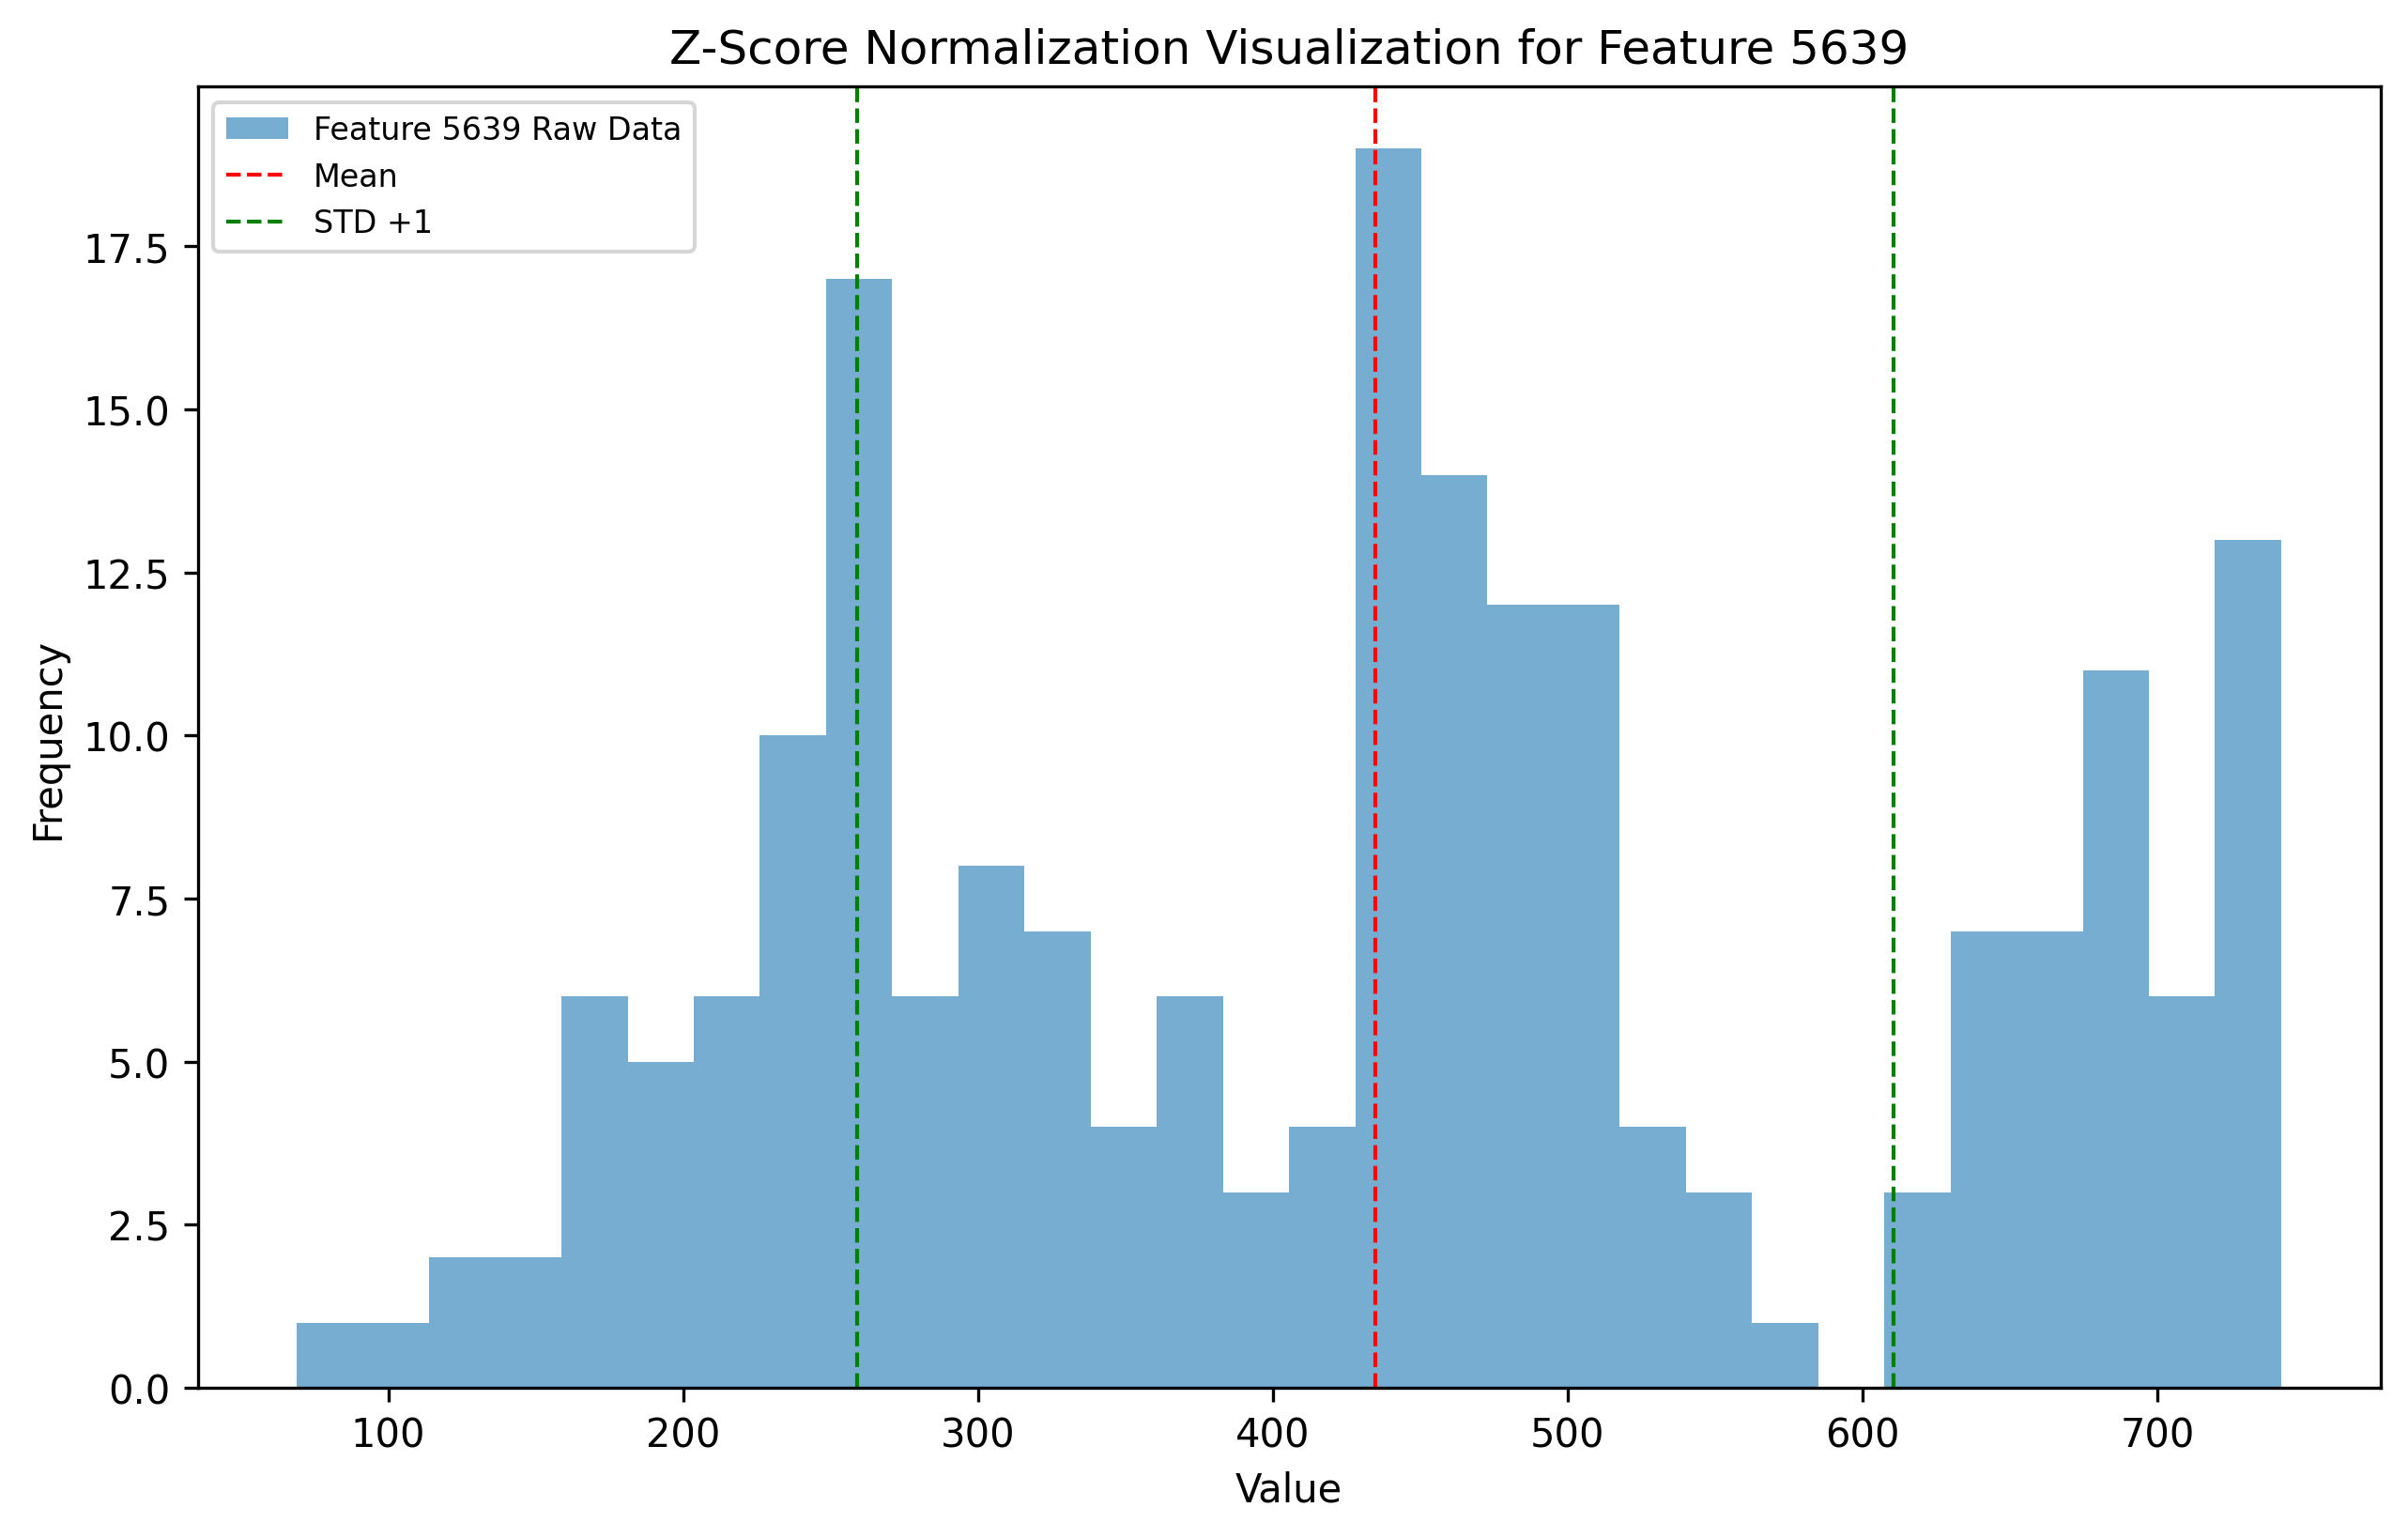 Z-Score Normalization Visualization for Feature 5639
Feature 5639 Raw Data
Mean
STD +1
17.5
15.0
12.5
10.0
7.5
5.0
2.5
0.0
Frequency
100 200 300 400 500 600 700
Value